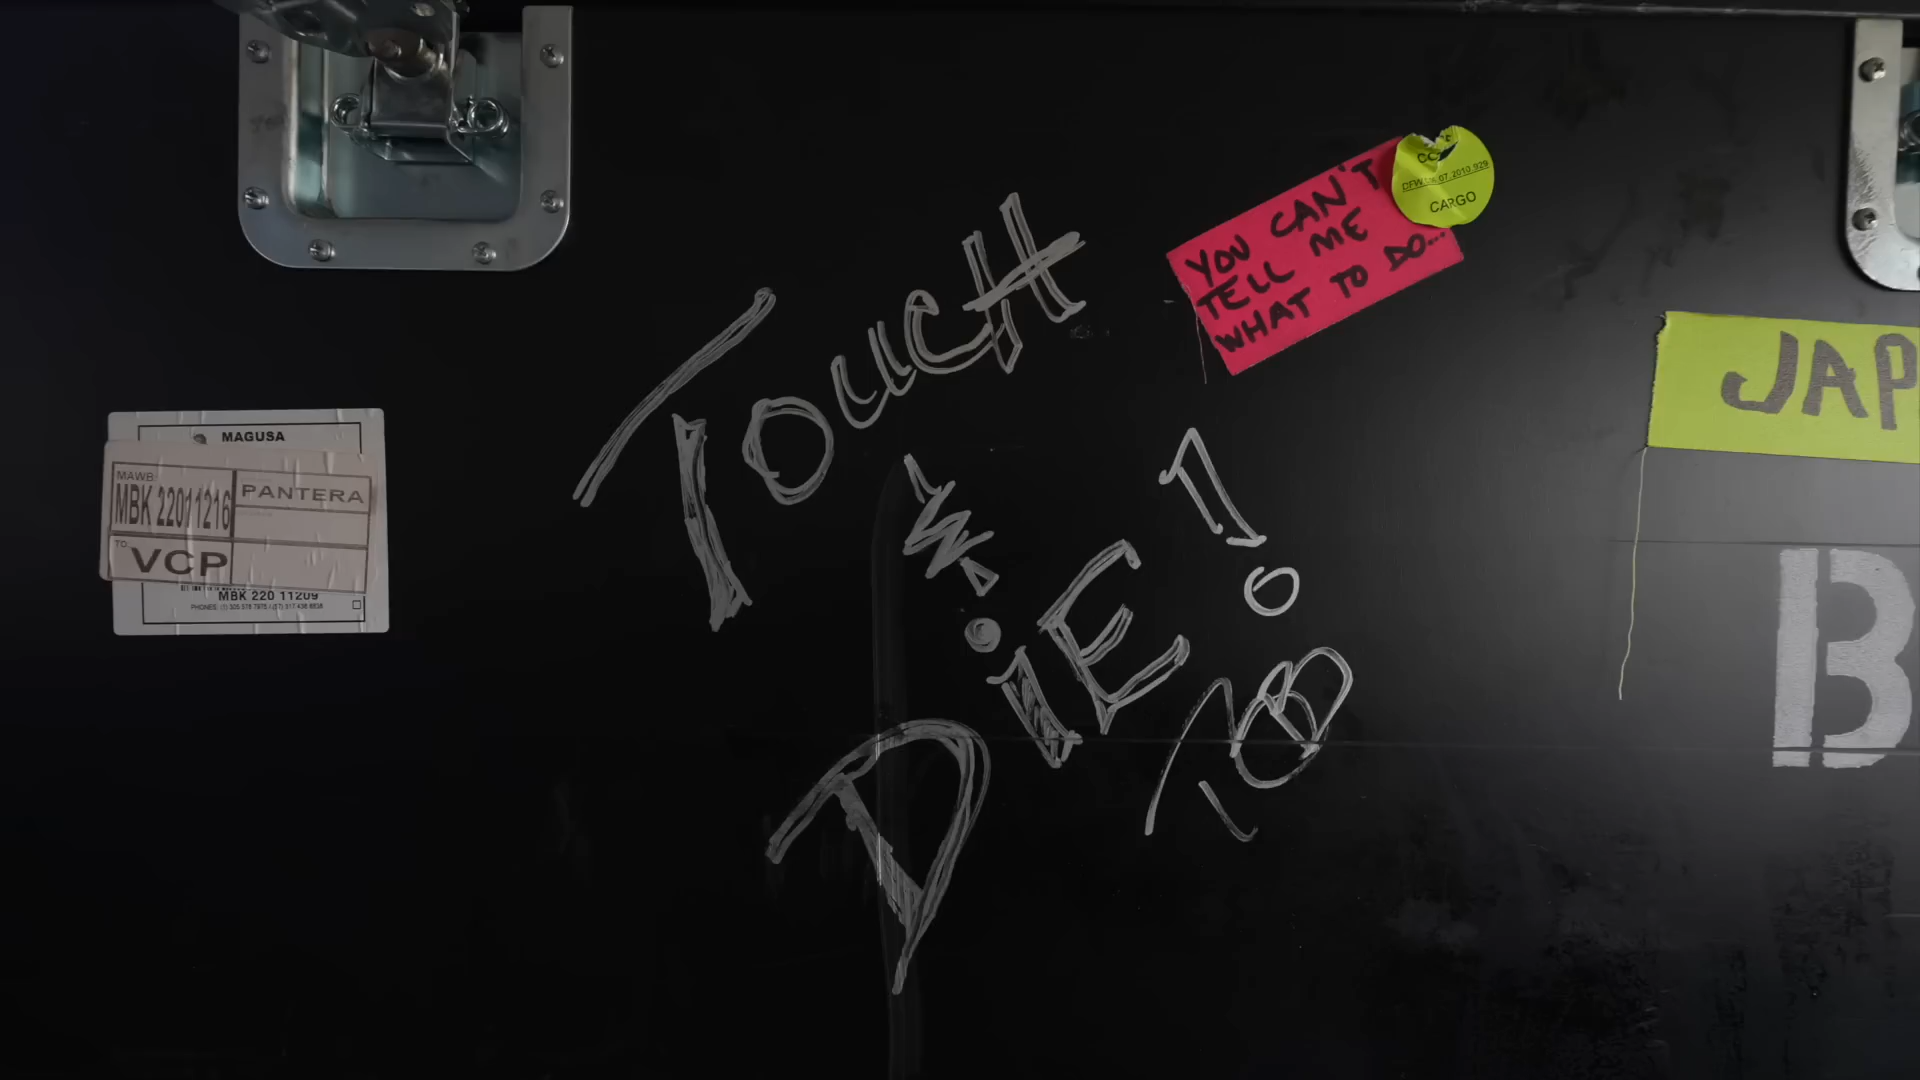 TOUCH
&
DiE!
YOU CAN'T
TELL ME
WHAT TO DO...
CARGO
JAP
B
MAGUSA
MAWB:
MBK 22011216
PANTERA
TO:
VCP
MBK 220 11209